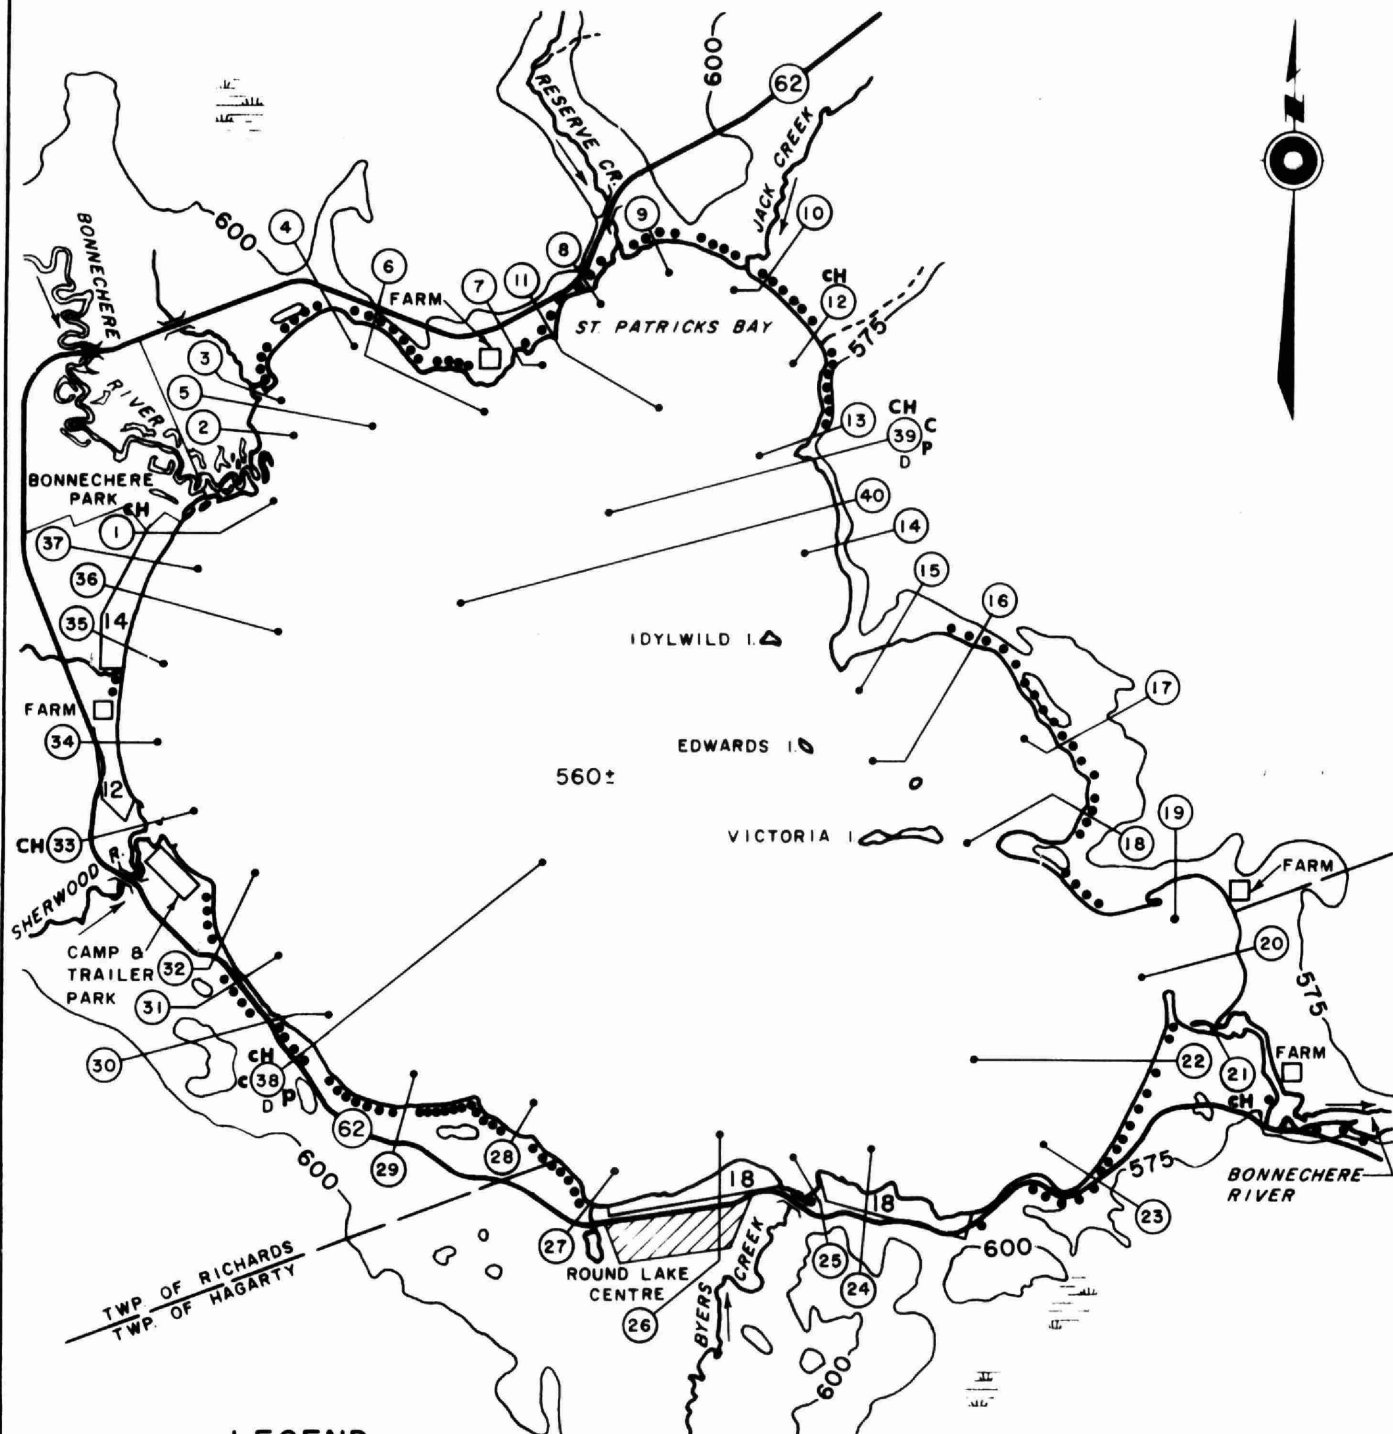 600
62
RESERVE CR.
JACK CREEK
N
600
BONNECHERE
RIVER
4
6
FARM
7
11
8
9
10
CH
12
575
ST. PATRICKS BAY
3
5
2
13
CH
39 C
P
D
BONNECHERE
PARK
CH
1
40
14
37
36
35
14
15
16
IDYLWILD I.
17
FARM
34
EDWARDS I.
560±
12
CH 33
VICTORIA I.
18
19
FARM
SHERWOOD R.
CAMP &
TRAILER
PARK
32
31
20
575
30
CH
C 38 P
D
22
21
CH
FARM
62
29
28
600
18
18
575
BONNECHERE
RIVER
23
27
25
24
600
TWP. OF RICHARDS
TWP. OF HAGARTY
ROUND LAKE
CENTRE
26
BYERS CREEK
600
LEGEND